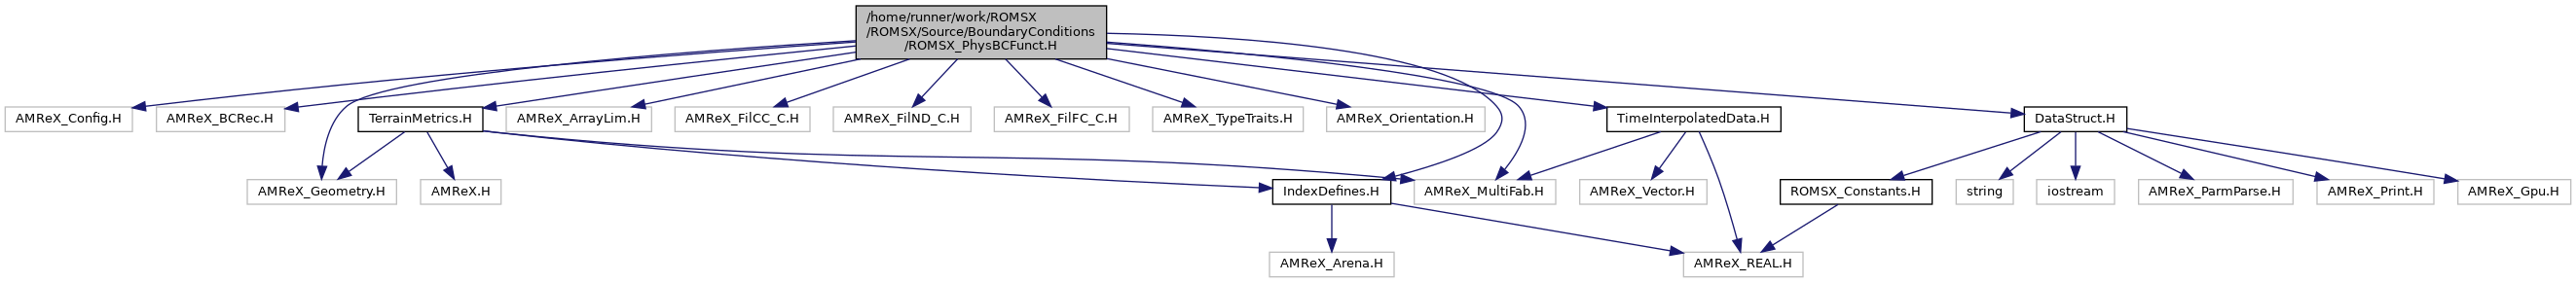 /home/runner/work/ROMSX
/ROMSX/Source/BoundaryConditions
/ROMSX_PhysBCFunct.H
AMReX_Config.H
AMReX_BCRec.H
TerrainMetrics.H
AMReX_ArrayLim.H
AMReX_FilCC_C.H
AMReX_FilND_C.H
AMReX_FilFC_C.H
AMReX_TypeTraits.H
AMReX_Orientation.H
TimeInterpolatedData.H
DataStruct.H
AMReX_Geometry.H
AMReX.H
IndexDefines.H
AMReX_MultiFab.H
AMReX_Vector.H
ROMSX_Constants.H
string
iostream
AMReX_ParmParse.H
AMReX_Print.H
AMReX_Gpu.H
AMReX_Arena.H
AMReX_REAL.H